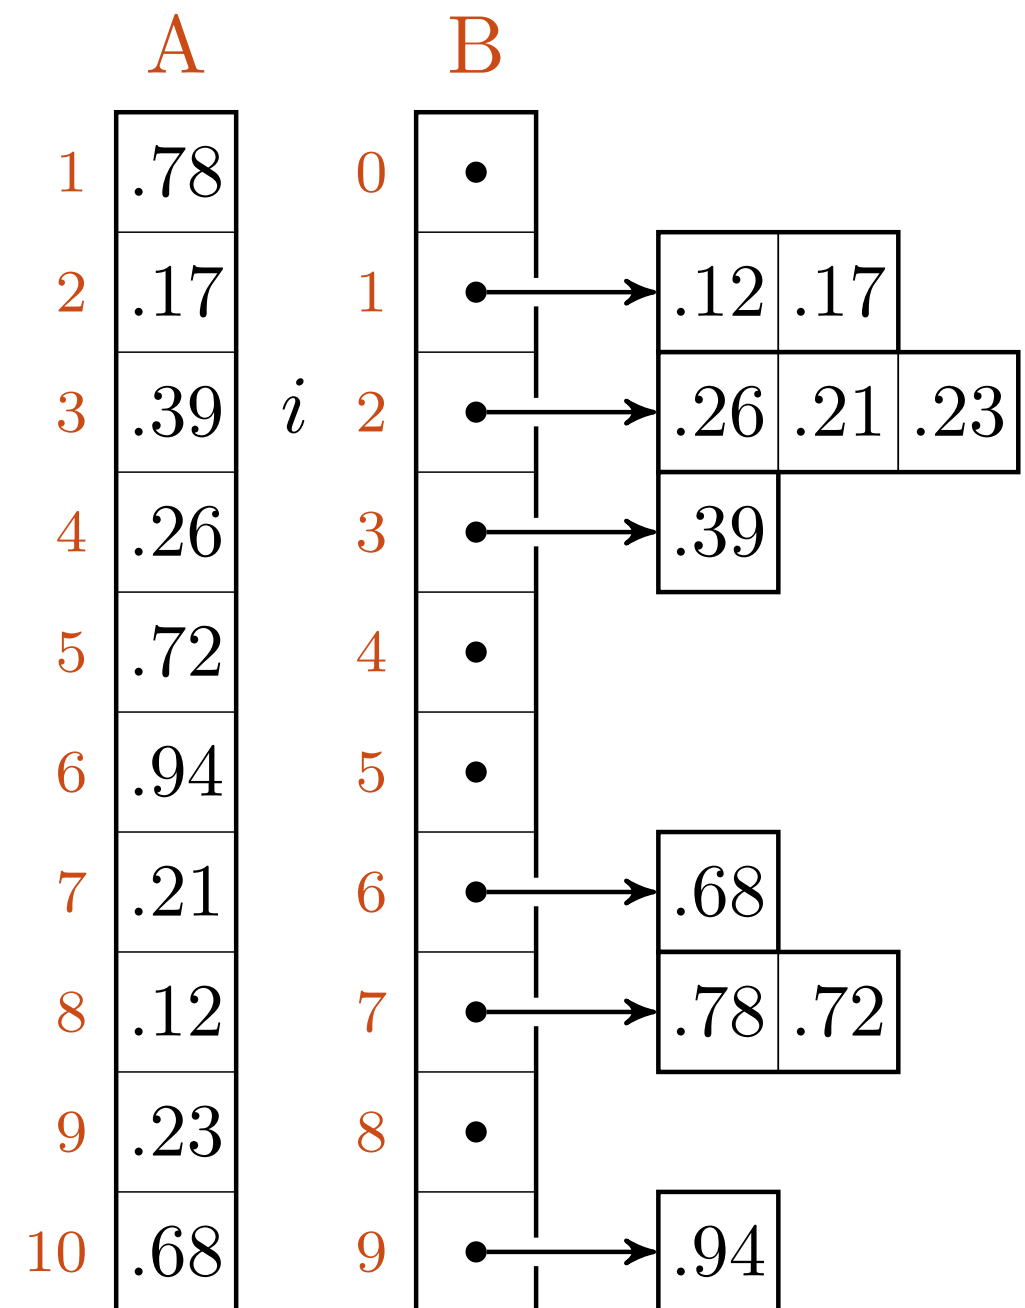 A B
1 .78 0
2 .17 1 .12 .17
3 .39 i 2 .26 .21 .23
4 .26 3 .39
5 .72 4
6 .94 5
7 .21 6 .68
8 .12 7 .78 .72
9 .23 8
10 .68 9 .94